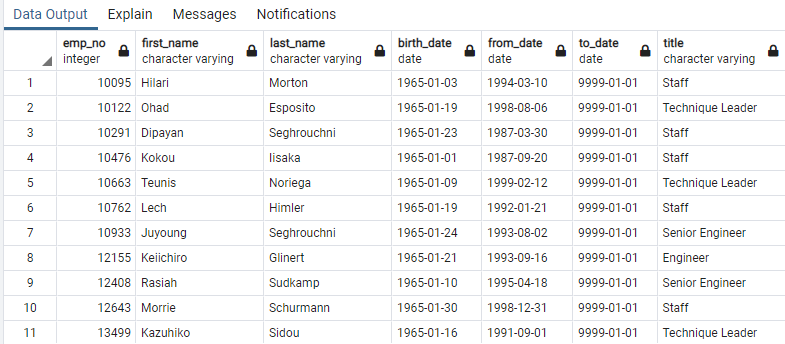 Data Output Explain Messages Notifications
emp_no first_name last_name birth_date from_date to_date title
integer character varying character varying date date date character varying
1 10095 Hilari Morton 1965-01-03 1994-03-10 9999-01-01 Staff
2 10122 Ohad Esposito 1965-01-19 1998-08-06 9999-01-01 Technique Leader
3 10291 Dipayan Seghrouchni 1965-01-23 1987-03-30 9999-01-01 Staff
4 10476 Kokou Iisaka 1965-01-01 1987-09-20 9999-01-01 Staff
5 10663 Teunis Noriega 1965-01-09 1999-02-12 9999-01-01 Technique Leader
6 10762 Lech Himler 1965-01-19 1992-01-21 9999-01-01 Staff
7 10933 Juyoung Seghrouchni 1965-01-24 1993-08-02 9999-01-01 Senior Engineer
8 12155 Keiichiro Glinert 1965-01-21 1993-09-16 9999-01-01 Engineer
9 12408 Rasiah Sudkamp 1965-01-10 1995-04-18 9999-01-01 Senior Engineer
10 12643 Morrie Schurmann 1965-01-30 1998-12-31 9999-01-01 Staff
11 13499 Kazuhiko Sidou 1965-01-16 1991-09-01 9999-01-01 Technique Leader